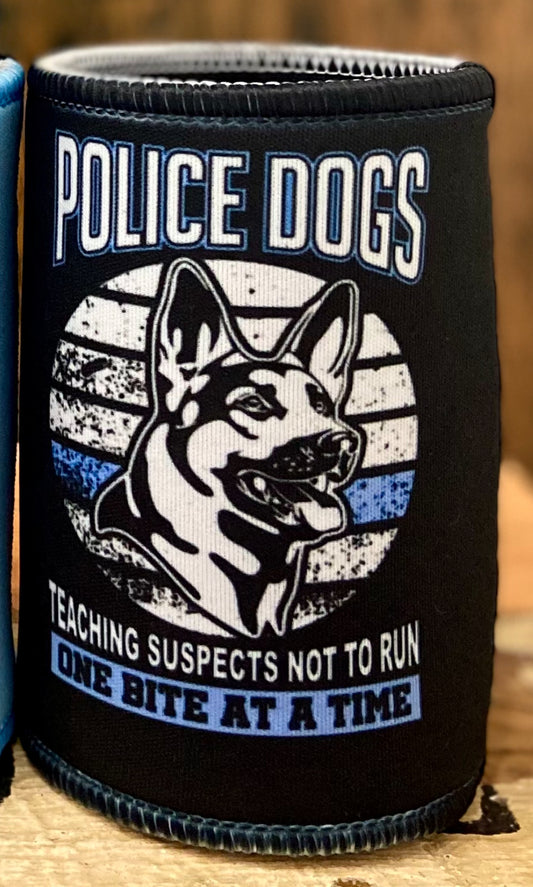 POLICE DOGS
TEACHING SUSPECTS NOT TO RUN
ONE BITE AT A TIME